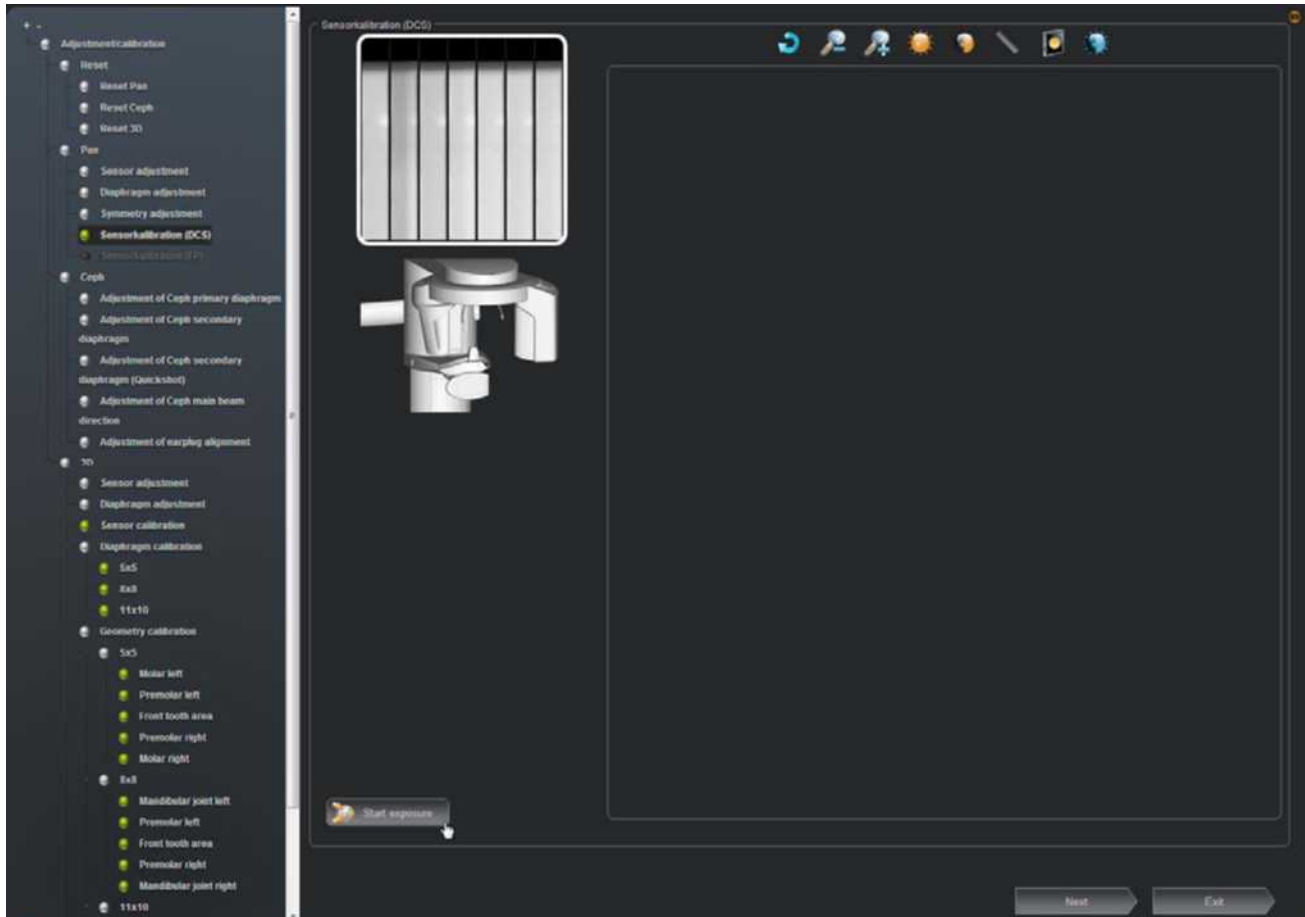 + -
Adjustment/calibration
Reset
Reset Pan
Reset Ceph
Reset 3D
Pan
Sensor adjustment
Diaphragm adjustment
Symmetry adjustment
Sensorkalibration (DCS)
Sensorkalibration (FP)
Ceph
Adjustment of Ceph primary diaphragm
Adjustment of Ceph secondary
diaphragm
Adjustment of Ceph secondary
diaphragm (Quickshot)
Adjustment of Ceph main beam
direction
Adjustment of earplug alignment
3D
Sensor adjustment
Diaphragm adjustment
Sensor calibration
Diaphragm calibration
5x5
8x8
11x10
Geometry calibration
5x5
Molar left
Premolar left
Front tooth area
Premolar right
Molar right
8x8
Mandibular joint left
Premolar left
Front tooth area
Premolar right
Mandibular joint right
11x10
Sensorkalibration (DCS)
Start exposure
Next
Exit